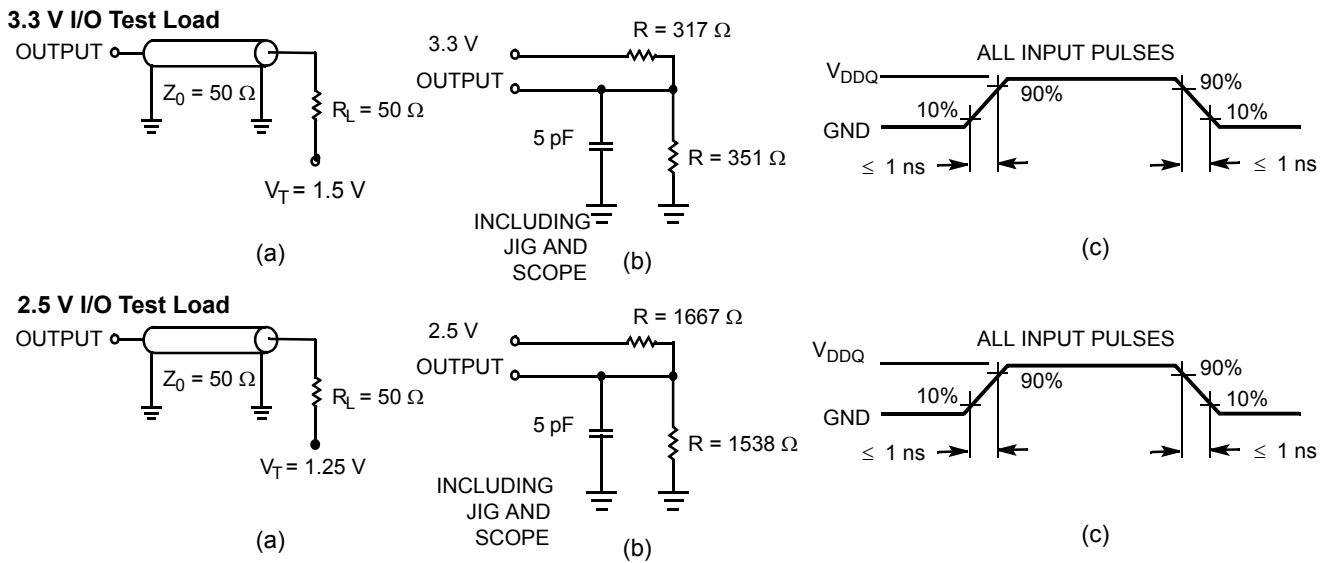 3.3 V I/O Test Load
OUTPUT
Z0 = 50 Ω
RL = 50 Ω
VT = 1.5 V
(a)
3.3 V
OUTPUT
R = 317 Ω
5 pF
R = 351 Ω
INCLUDING
JIG AND
SCOPE
(b)
ALL INPUT PULSES
VDDQ
GND
10%
90%
90%
10%
≤ 1 ns
≤ 1 ns
(c)
2.5 V I/O Test Load
OUTPUT
Z0 = 50 Ω
RL = 50 Ω
VT = 1.25 V
(a)
2.5 V
OUTPUT
R = 1667 Ω
5 pF
R = 1538 Ω
INCLUDING
JIG AND
SCOPE
(b)
ALL INPUT PULSES
VDDQ
GND
10%
90%
90%
10%
≤ 1 ns
≤ 1 ns
(c)